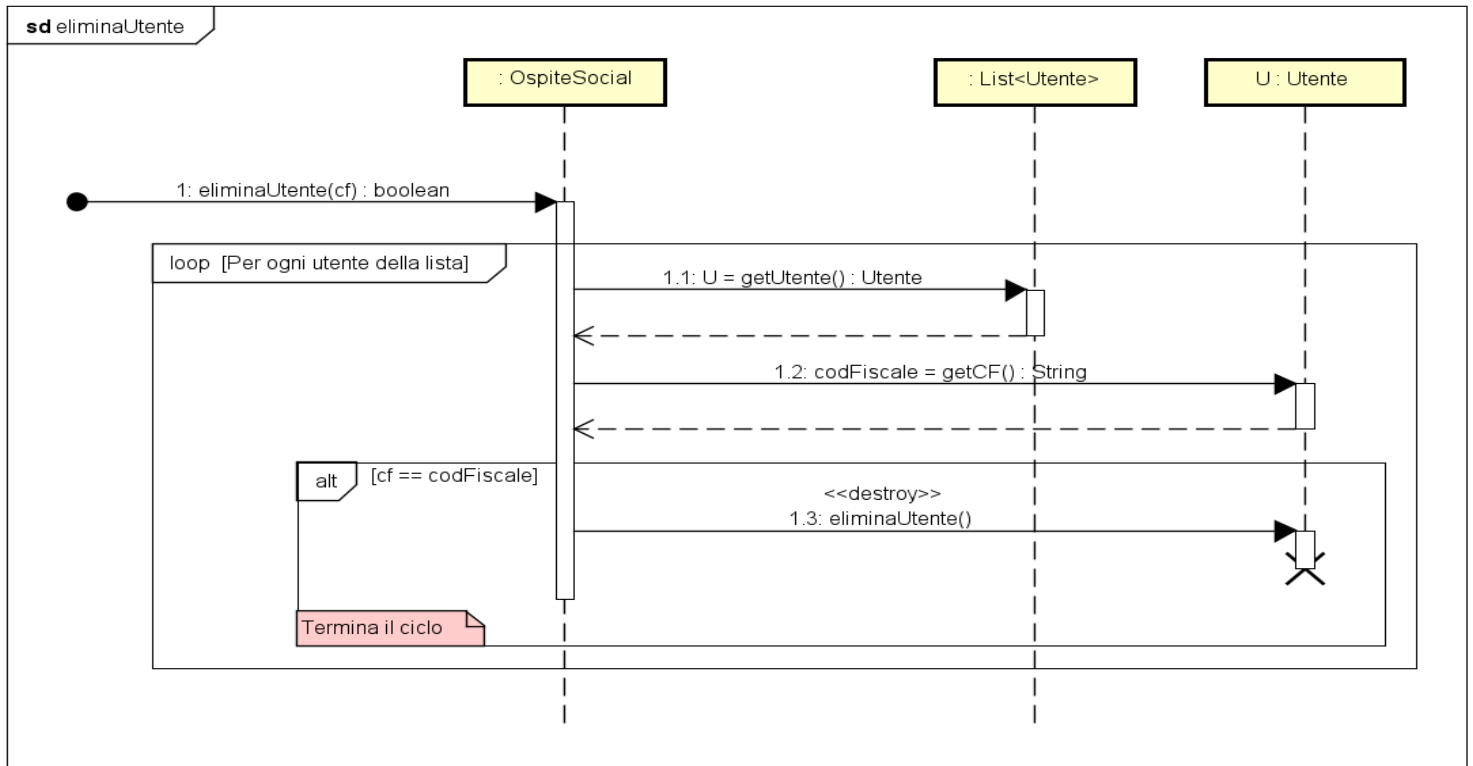 sd eliminaUtente
: OspiteSocial
: List<Utente>
U : Utente
1: eliminaUtente(cf) : boolean
loop [Per ogni utente della lista]
1.1: U = getUtente() : Utente
1.2: codFiscale = getCF() : String
alt [cf == codFiscale]
<<destroy>>
1.3: eliminaUtente()
Termina il ciclo